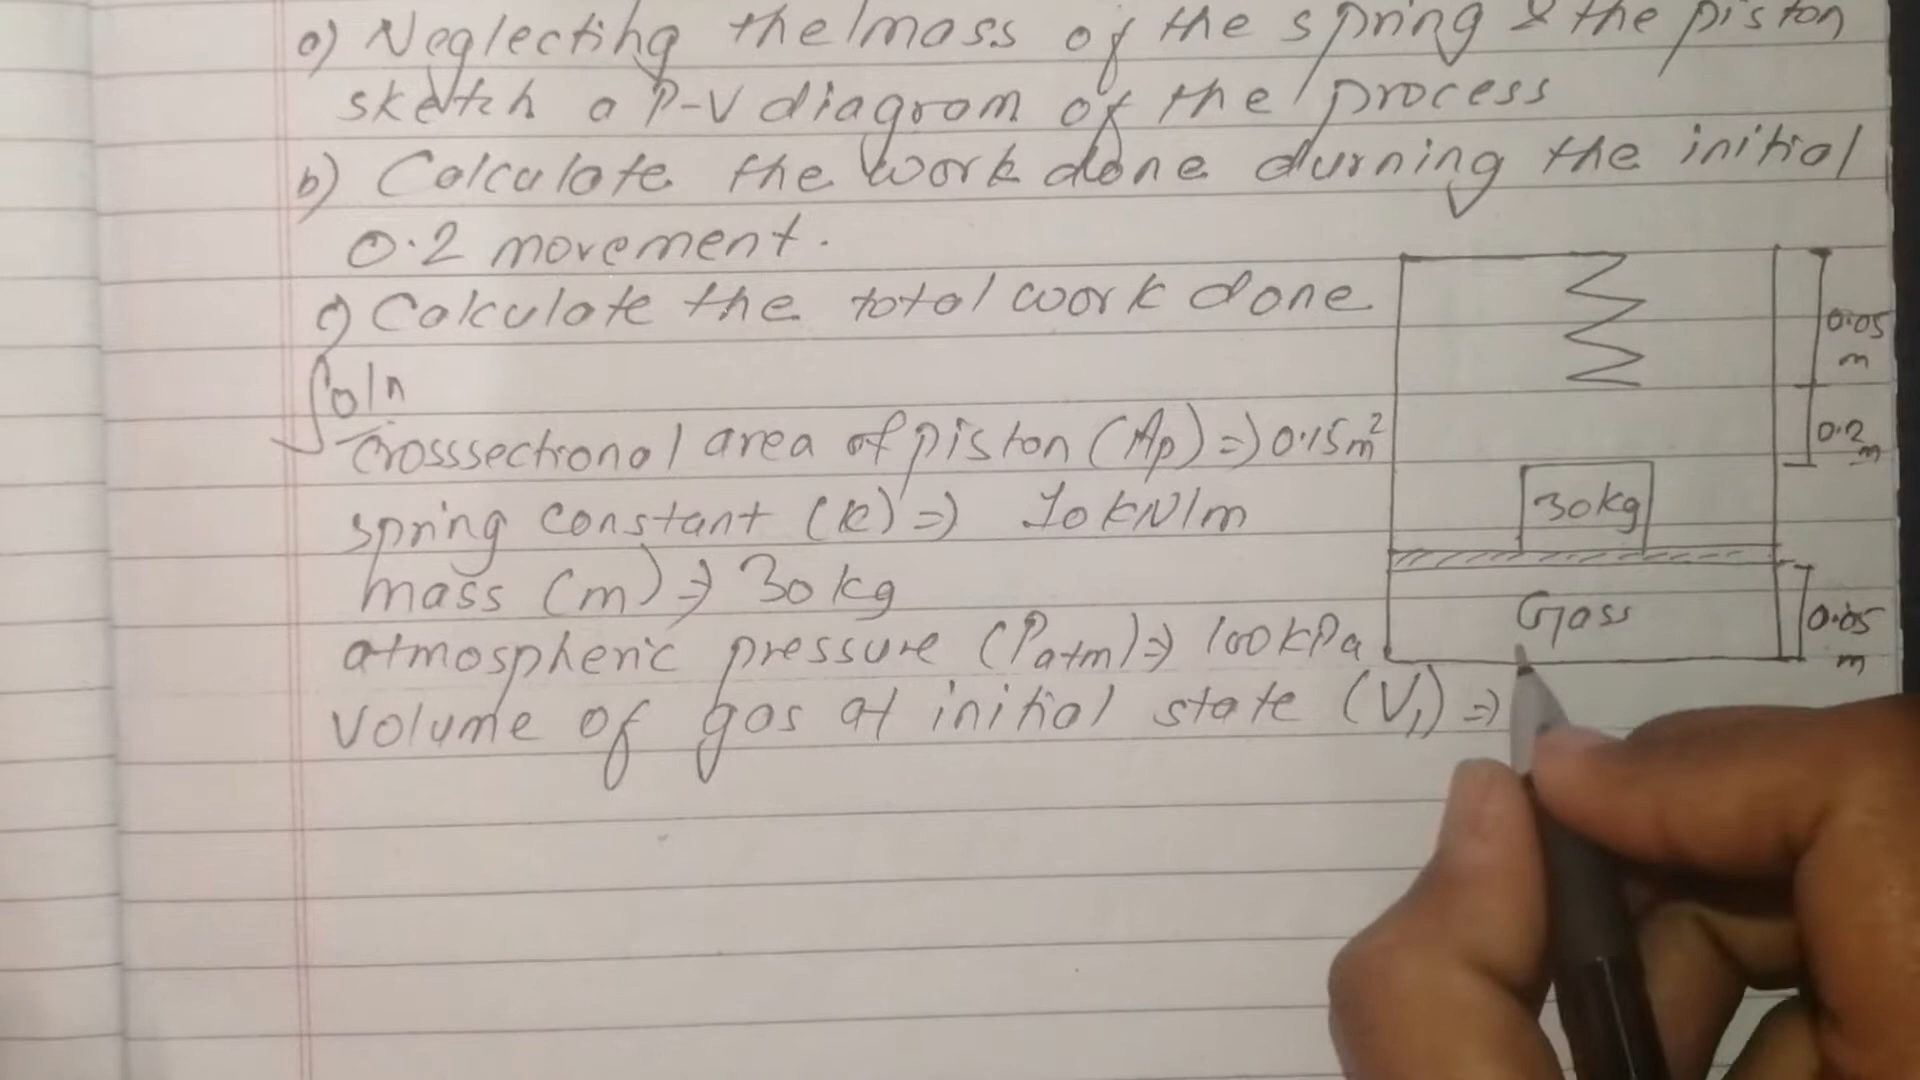 a) Neglecting the mass of the spring & the piston
sketch a P-V diagram of the process
b) Calculate the work done durning the initial
0.2 movement.
c) Calculate the total work done
Soln
Crosssectional area of piston (Ap) => 0.15m²
spring constant (k) => 10kN/m
mass (m) => 30kg
atmospheric pressure (Patm) => 100kPa
Volume of gas at initial state (V₁) =>
0.05
m
0.2
m
30kg
Gass
0.05
m